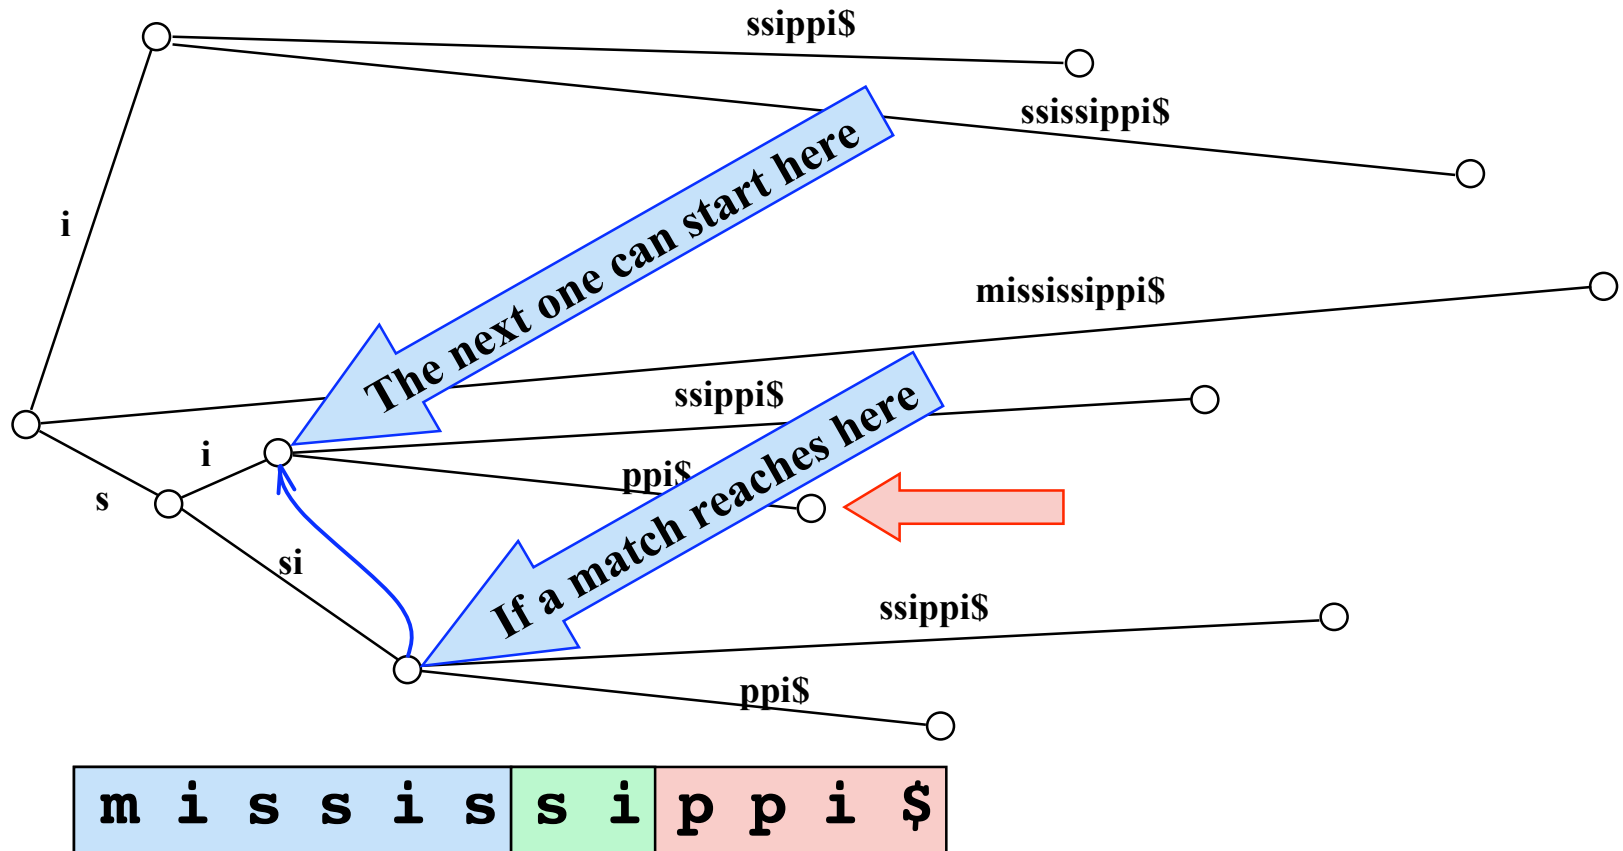 ssippi$
ssissippi$
The next one can start here
i
mississippi$
ssippi$
If a match reaches here
i
ppi$
s
si
ssippi$
ppi$
m i s s i s s i p p i $